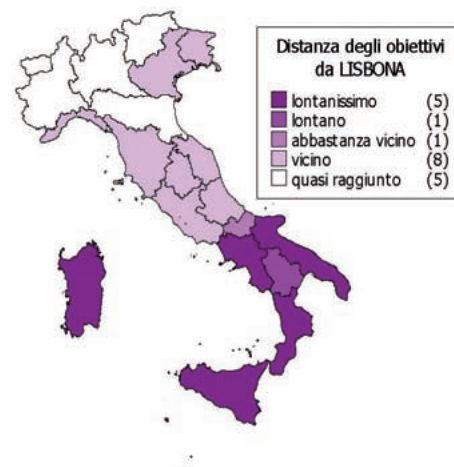 Distanza degli obiettivi
da LISBONA
lontanissimo (5)
lontano (1)
abbastanza vicino (1)
vicino (8)
quasi raggiunto (5)